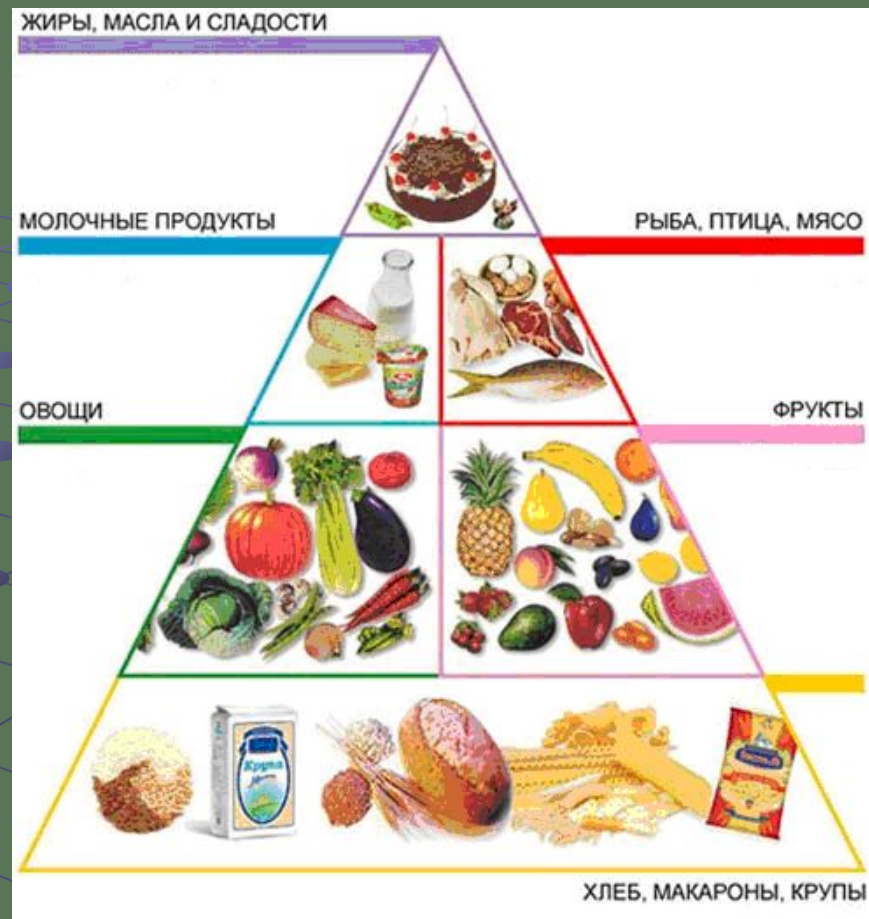 ЖИРЫ, МАСЛА И СЛАДОСТИ
МОЛОЧНЫЕ ПРОДУКТЫ
РЫБА, ПТИЦА, МЯСО
ОВОЩИ
ФРУКТЫ
Крупа
ХЛЕБ, МАКАРОНЫ, КРУПЫ